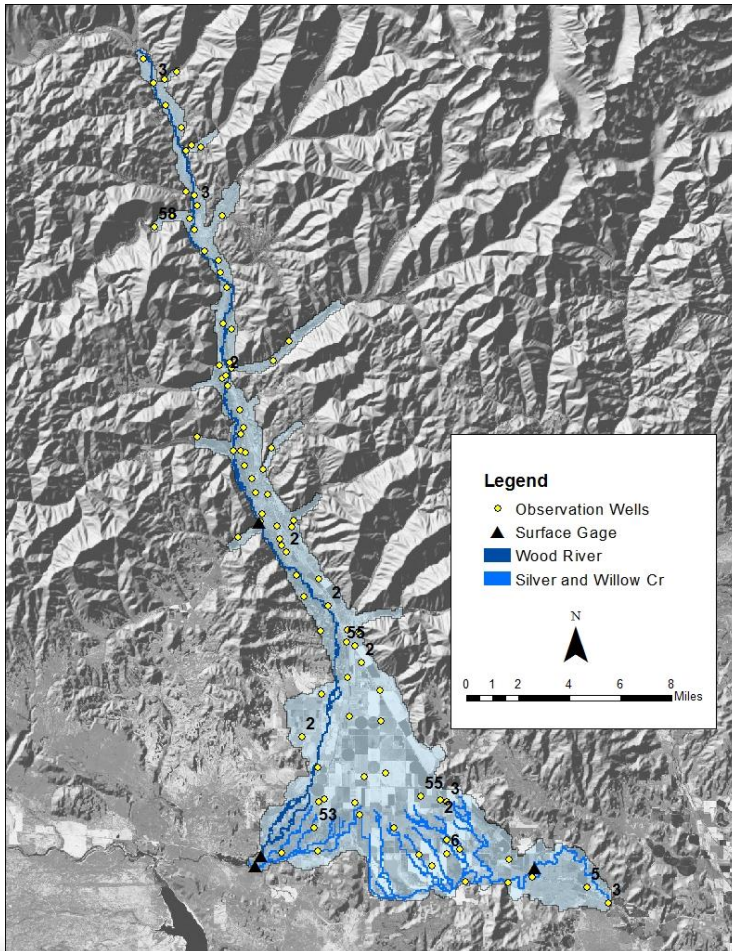 3
3
58
2
2
2
55
2
2
55
3
2
53
6
5
3
Legend
Observation Wells
Surface Gage
Wood River
Silver and Willow Cr
N
0 1 2 4 6 8
Miles